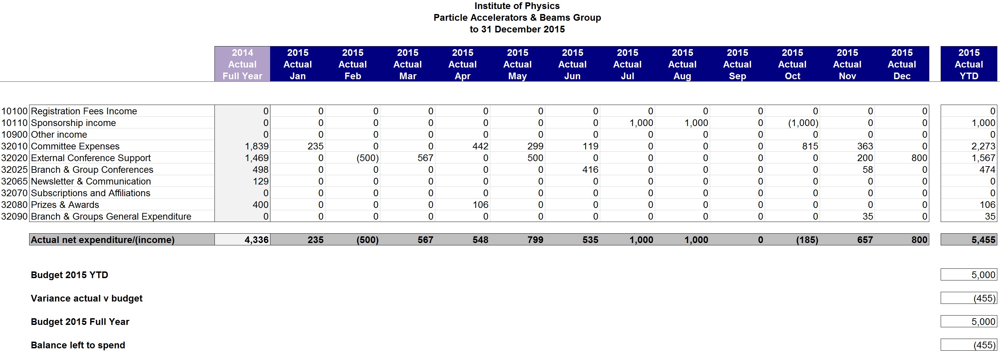 Institute of Physics
Particle Accelerators & Beams Group
to 31 December 2015
2014 2015 2015 2015 2015 2015 2015 2015 2015 2015 2015 2015 2015 2015
Actual Actual Actual Actual Actual Actual Actual Actual Actual Actual Actual Actual Actual Actual
Full Year Jan Feb Mar Apr May Jun Jul Aug Sep Oct Nov Dec YTD
10100 Registration Fees Income 0 0 0 0 0 0 0 0 0 0 0 0 0 0
10110 Sponsorship income 0 0 0 0 0 0 0 1,000 1,000 0 (1,000) 0 0 1,000
10900 Other income 0 0 0 0 0 0 0 0 0 0 0 0 0 0
32010 Committee Expenses 1,839 235 0 0 442 299 119 0 0 0 815 363 0 2,273
32020 External Conference Support 1,469 0 (500) 567 0 500 0 0 0 0 0 200 800 1,567
32025 Branch & Group Conferences 498 0 0 0 0 0 416 0 0 0 0 58 0 474
32065 Newsletter & Communication 129 0 0 0 0 0 0 0 0 0 0 0 0 0
32070 Subscriptions and Affiliations 0 0 0 0 0 0 0 0 0 0 0 0 0 0
32080 Prizes & Awards 400 0 0 0 106 0 0 0 0 0 0 0 0 106
32090 Branch & Groups General Expenditure 0 0 0 0 0 0 0 0 0 0 0 35 0 35
Actual net expenditure/(income) 4,336 235 (500) 567 548 799 535 1,000 1,000 0 (185) 657 800 5,455
Budget 2015 YTD 5,000
Variance actual v budget (455)
Budget 2015 Full Year 5,000
Balance left to spend (455)